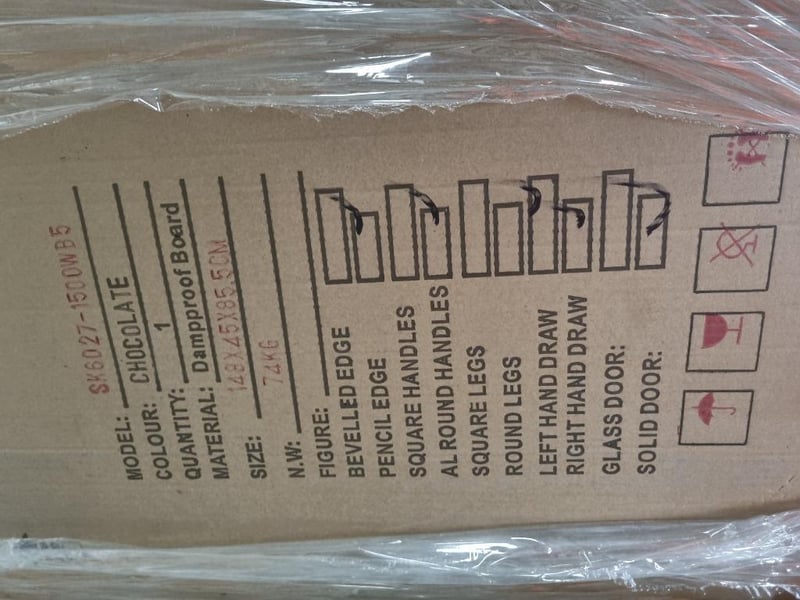 MODEL: SK6027-1500WB5
COLOUR: CHOCOLATE
QUANTITY: 1
MATERIAL: Dampproof Board
SIZE: 149X45X85.5CM
N.W: 74KG
FIGURE:
BEVELLED EDGE
PENCIL EDGE
SQUARE HANDLES
AL ROUND HANDLES
SQUARE LEGS
ROUND LEGS
LEFT HAND DRAW
RIGHT HAND DRAW
GLASS DOOR:
SOLID DOOR: